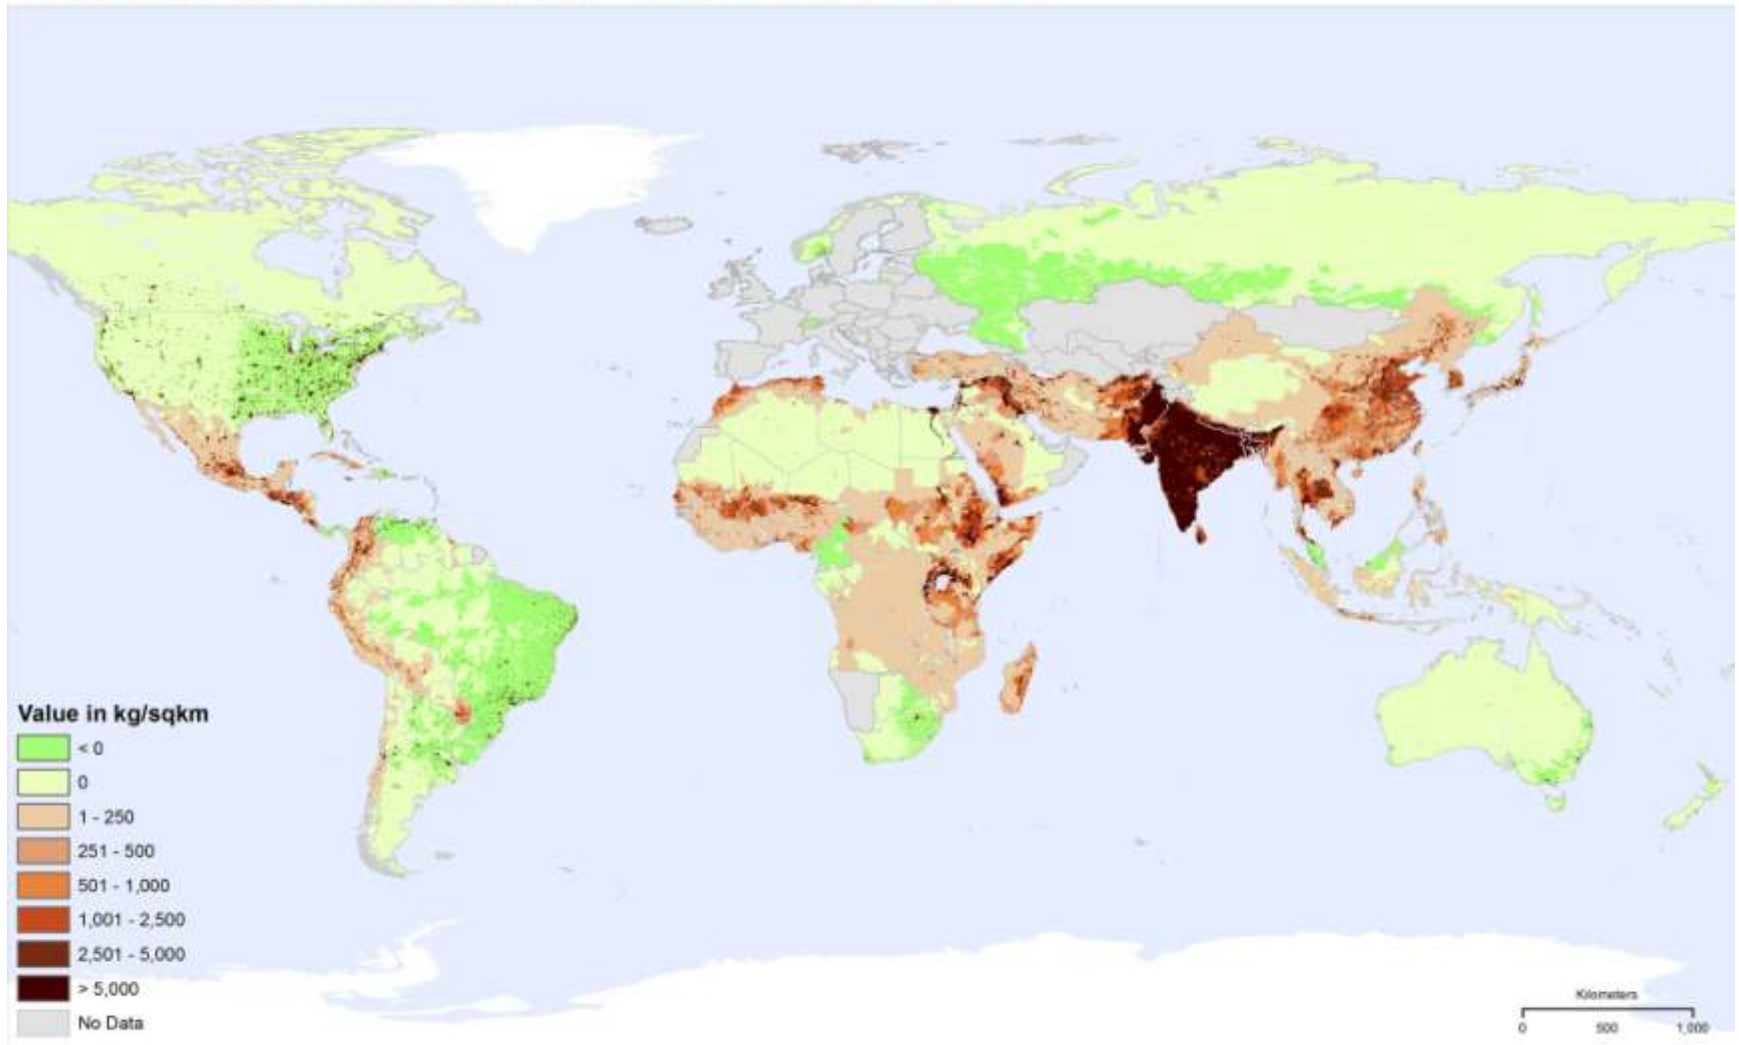 Value in kg/sqkm
< 0
0
1 - 250
251 - 500
501 - 1,000
1,001 - 2,500
2,501 - 5,000
> 5,000
No Data
Kilometers
0 500 1,000